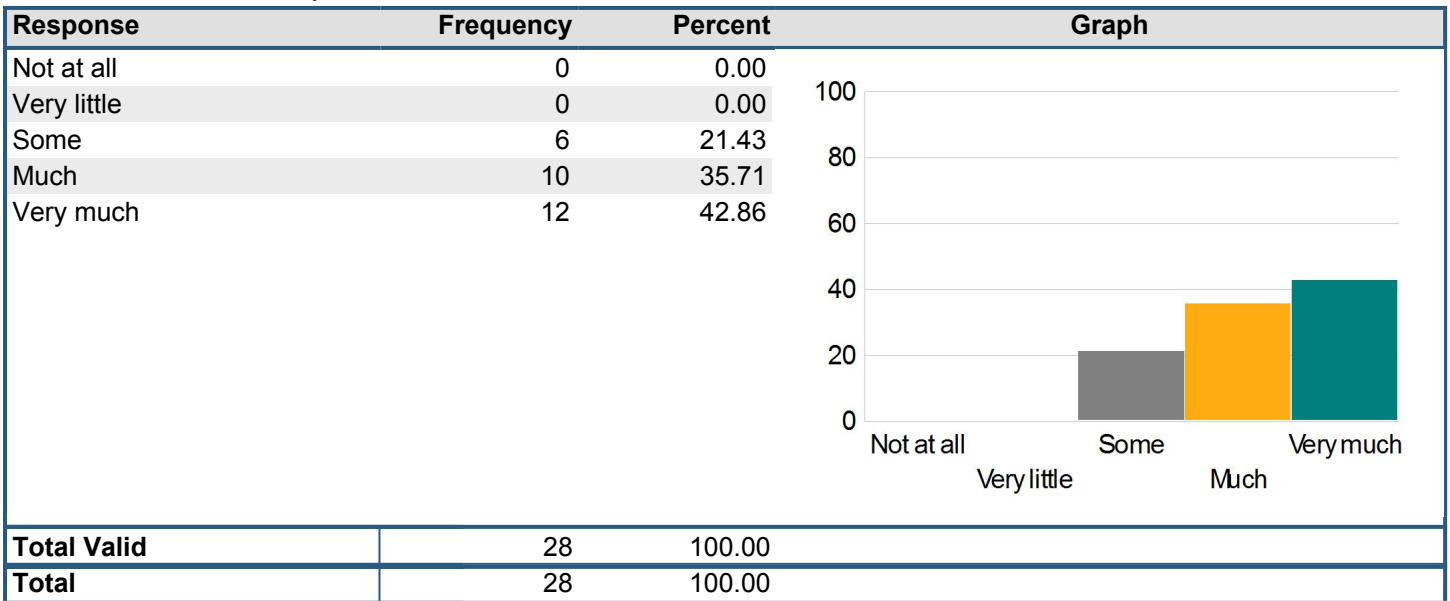 Response Frequency Percent Graph
Not at all 0 0.00
Very little 0 0.00
Some 6 21.43
Much 10 35.71
Very much 12 42.86
100
80
60
40
20
0
Not at all Some Very much
Very little Much
Total Valid 28 100.00
Total 28 100.00